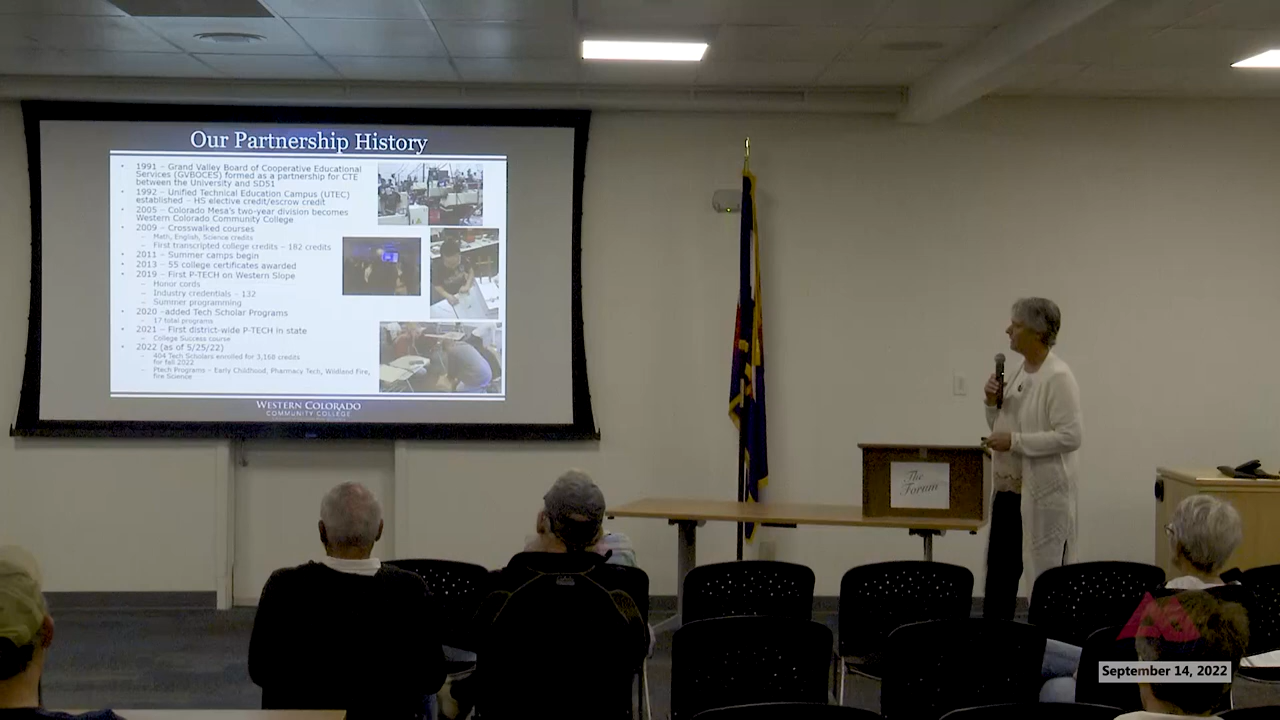 Our Partnership History
• 1991 – Grand Valley Board of Cooperative Educational
Services (GVBOCES) formed as a partnership for CTE
between the University and SD51
• 1992 – Unified Technical Education Campus (UTEC)
established – HS elective credit/escrow credit
• 2005 – Colorado Mesa's two-year division becomes
Western Colorado Community College
• 2009 – Crosswalked courses
– Math, English, Science credits
– First transcripted college credits – 182 credits
• 2011 – Summer camps begin
• 2013 – 55 college certificates awarded
• 2019 – First P-TECH on Western Slope
– Honor cords
– Industry credentials – 132
– Summer programming
• 2020 –added Tech Scholar Programs
– 17 total programs
• 2021 – First district-wide P-TECH in state
– College Success course
• 2022 (as of 5/25/22)
– 404 Tech Scholars enrolled for 3,168 credits
for fall 2022
– Ptech Programs – Early Childhood, Pharmacy Tech, Wildland Fire,
fire Science
WESTERN COLORADO
COMMUNITY COLLEGE
The
Forum
September 14, 2022